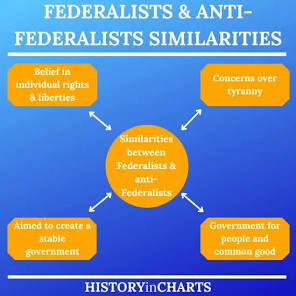 FEDERALISTS & ANTI-
FEDERALISTS SIMILARITIES
Belief in
individual rights
& liberties
Concerns over
tyranny
Similarities
between
Federalists &
anti-
Federalists
Aimed to create a
stable
government
Government for
people and
common good
HISTORYinCHARTS